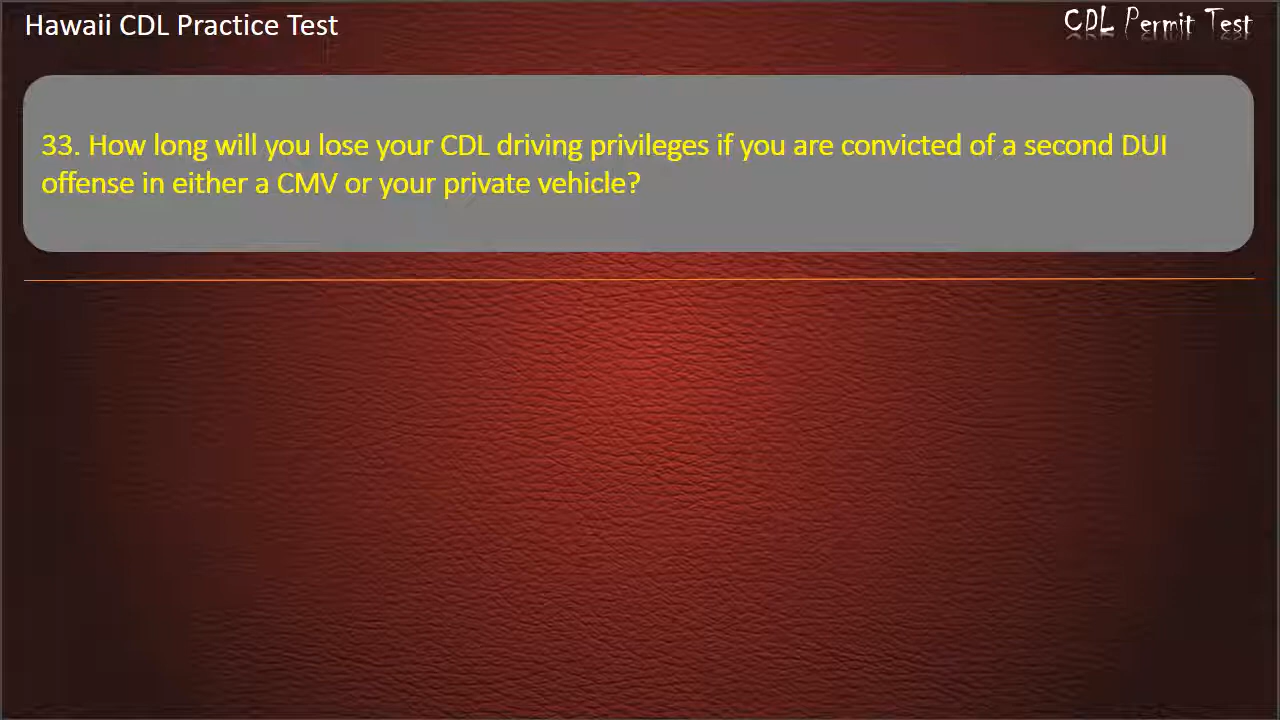 Hawaii CDL Practice Test
CDL Permit Test
33. How long will you lose your CDL driving privileges if you are convicted of a second DUI
offense in either a CMV or your private vehicle?